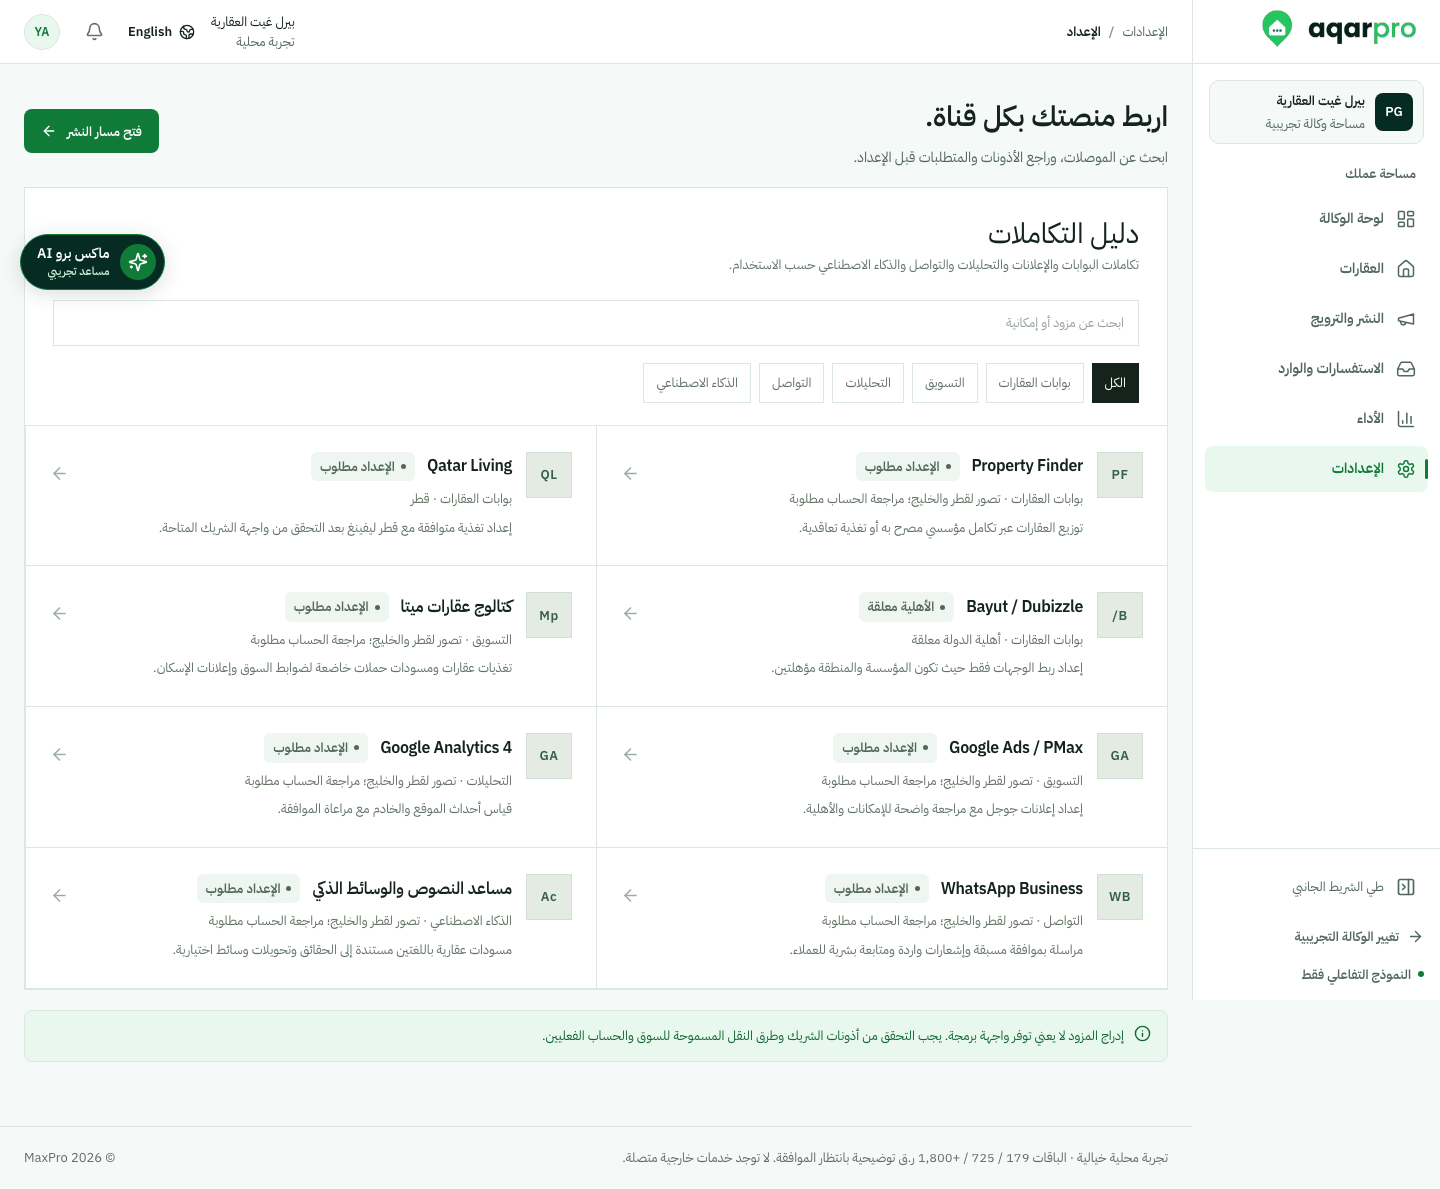 aqarpro
الإعدادات / الإعداد
بيرل غيت العقارية
تجربة محلية
English
YA
PG
بيرل غيت العقارية
مساحة وكالة تجريبية
مساحة عملك
لوحة الوكالة
العقارات
النشر والترويج
الاستفسارات والوارد
الأداء
الإعدادات
طي الشريط الجانبي
تغيير الوكالة التجريبية
النموذج التفاعلي فقط
اربط منصتك بكل قناة.
ابحث عن الموصلات، وراجع الأذونات والمتطلبات قبل الإعداد.
فتح مسار النشر
ماكس برو AI
مساعد تجريبي
دليل التكاملات
تكاملات البوابات والإعلانات والتحليلات والتواصل والذكاء الاصطناعي حسب الاستخدام.
ابحث عن مزود أو إمكانية
الكل
بوابات العقارات
التسويق
التحليلات
التواصل
الذكاء الاصطناعي
PF
Property Finder
الإعداد مطلوب
بوابات العقارات · تصور لقطر والخليج؛ مراجعة الحساب مطلوبة
توزيع العقارات عبر تكامل مؤسسي مصرح به أو تغذية تعاقدية.
QL
Qatar Living
الإعداد مطلوب
بوابات العقارات · قطر
إعداد تغذية متوافقة مع قطر ليفينغ بعد التحقق من واجهة الشريك المتاحة.
B/
Bayut / Dubizzle
الأهلية معلقة
بوابات العقارات · أهلية الدولة معلقة
إعداد ربط الوجهات فقط حيث تكون المؤسسة والمنطقة مؤهلتين.
Mp
كتالوج عقارات ميتا
الإعداد مطلوب
التسويق · تصور لقطر والخليج؛ مراجعة الحساب مطلوبة
تغذيات عقارات ومسودات حملات خاضعة لضوابط السوق وإعلانات الإسكان.
GA
Google Ads / PMax
الإعداد مطلوب
التسويق · تصور لقطر والخليج؛ مراجعة الحساب مطلوبة
إعداد إعلانات جوجل مع مراجعة واضحة للإمكانات والأهلية.
GA
Google Analytics 4
الإعداد مطلوب
التحليلات · تصور لقطر والخليج؛ مراجعة الحساب مطلوبة
قياس أحداث الموقع والخادم مع مراعاة الموافقة.
WB
WhatsApp Business
الإعداد مطلوب
التواصل · تصور لقطر والخليج؛ مراجعة الحساب مطلوبة
مراسلة بموافقة مسبقة وإشعارات واردة ومتابعة بشرية للعملاء.
Ac
مساعد النصوص والوسائط الذكي
الإعداد مطلوب
الذكاء الاصطناعي · تصور لقطر والخليج؛ مراجعة الحساب مطلوبة
مسودات عقارية باللغتين مستندة إلى الحقائق وتحويلات وسائط اختيارية.
إدراج المزود لا يعني توفر واجهة برمجة. يجب التحقق من أذونات الشريك وطرق النقل المسموحة للسوق والحساب الفعليين.
تجربة محلية خيالية · الباقات 179 / 725 / +1,800 ر.ق توضيحية بانتظار الموافقة. لا توجد خدمات خارجية متصلة.
© 2026 MaxPro